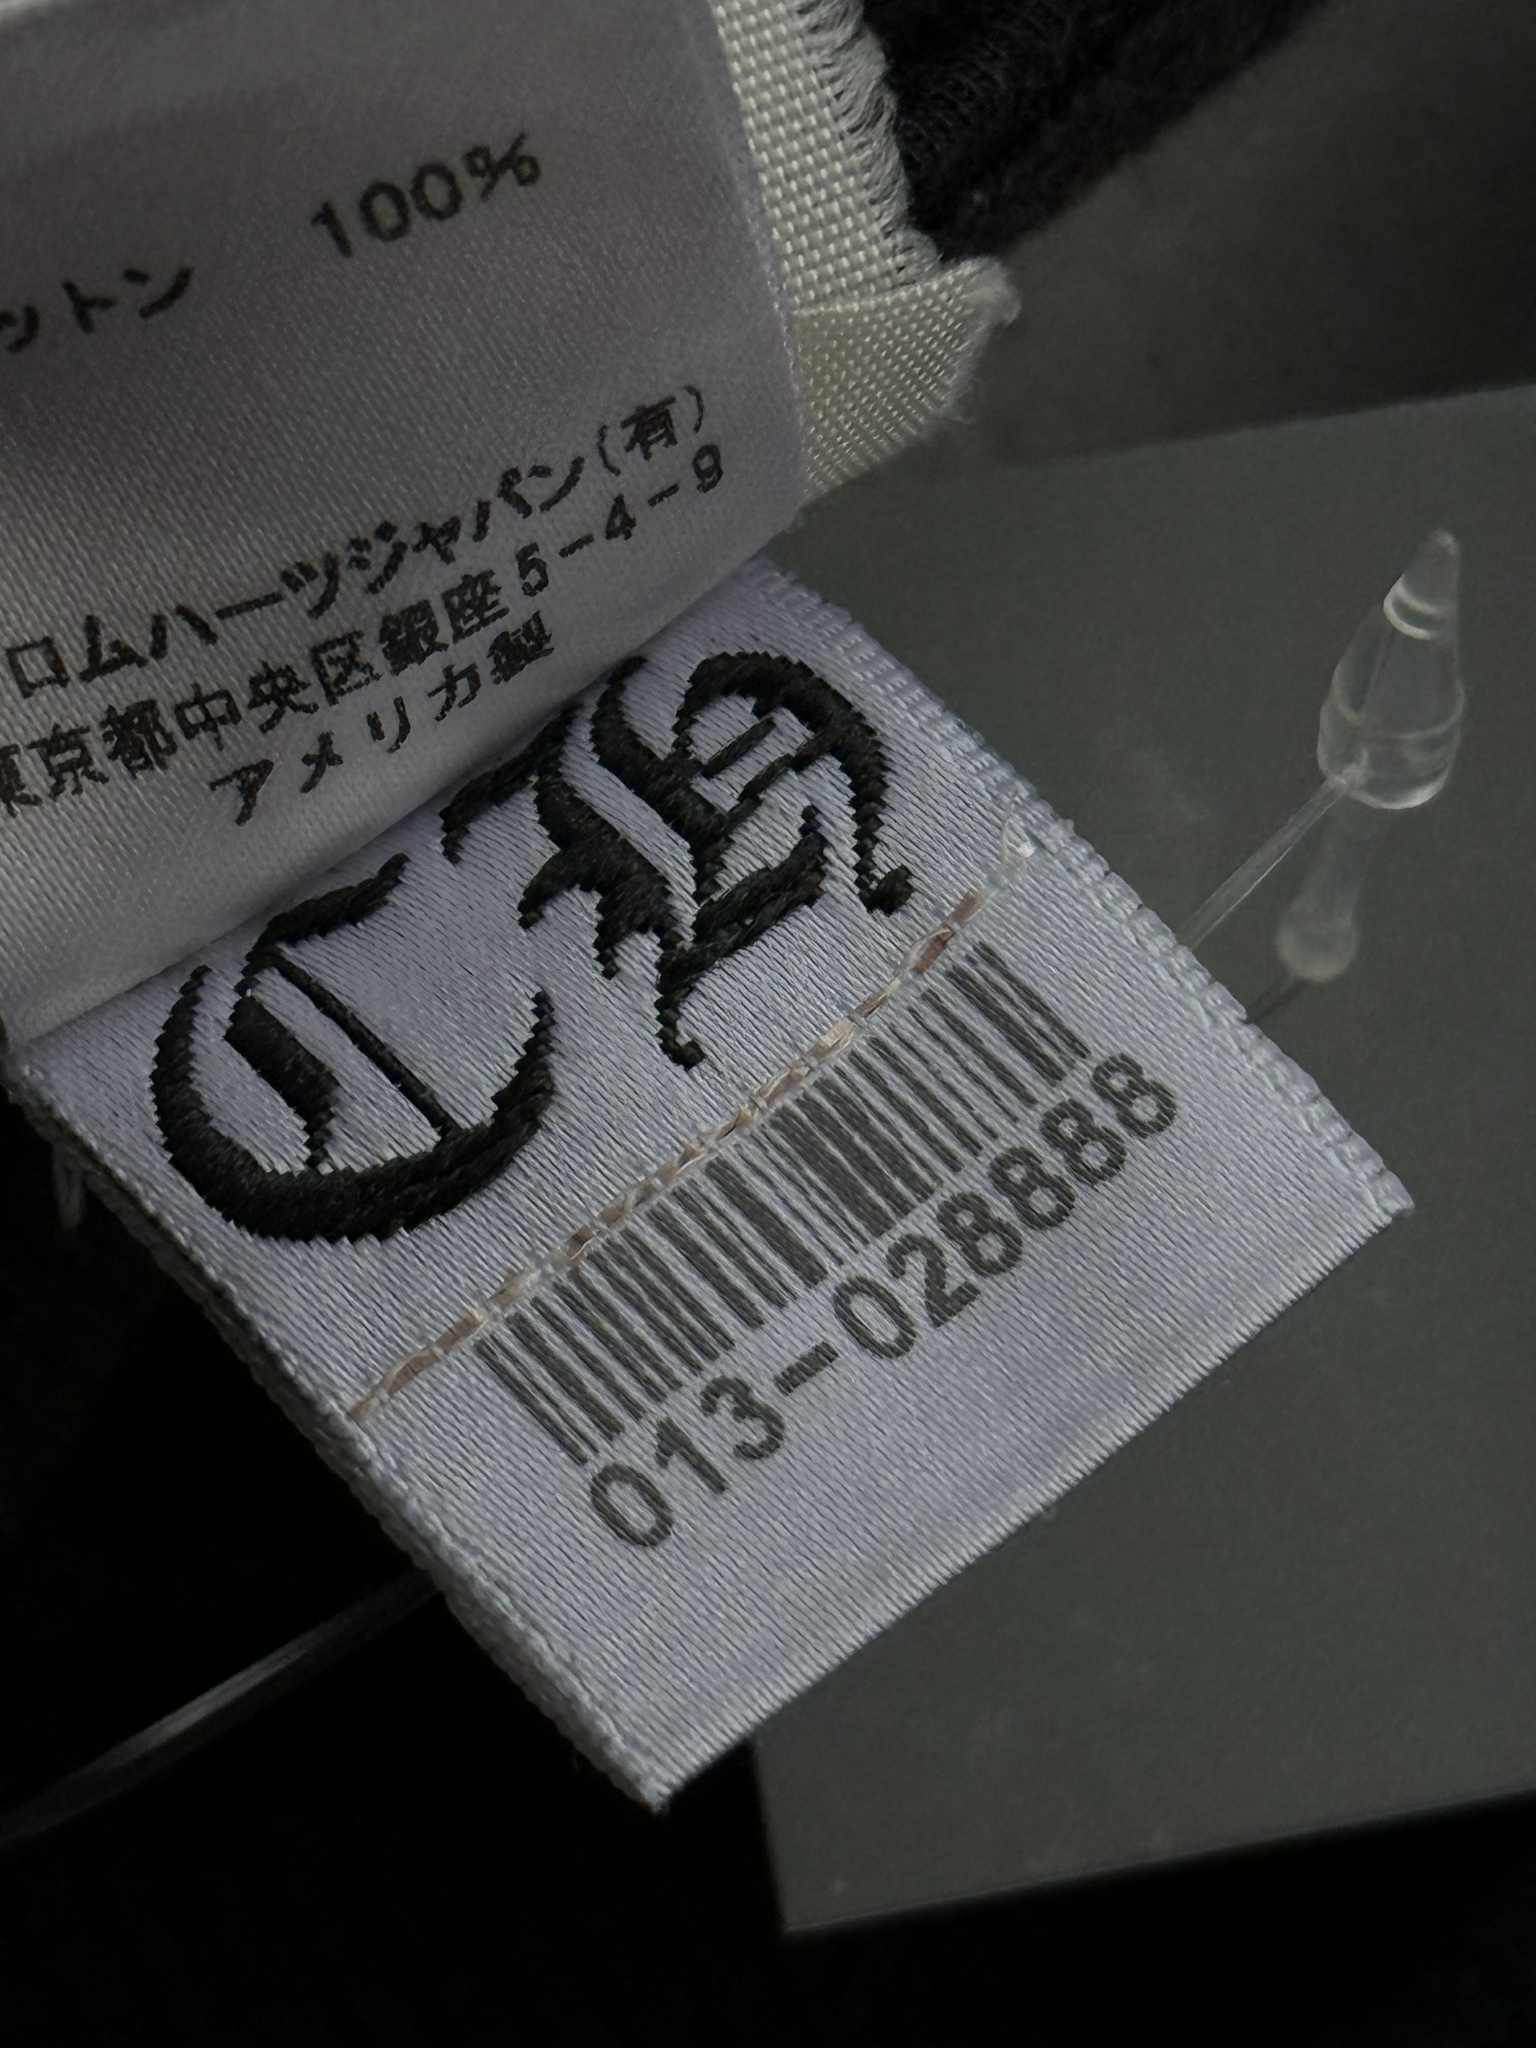 ットン 100%
ロムハーツジャパン(有)
東京都中央区銀座5-4-9
アメリカ製
CH
013-028888